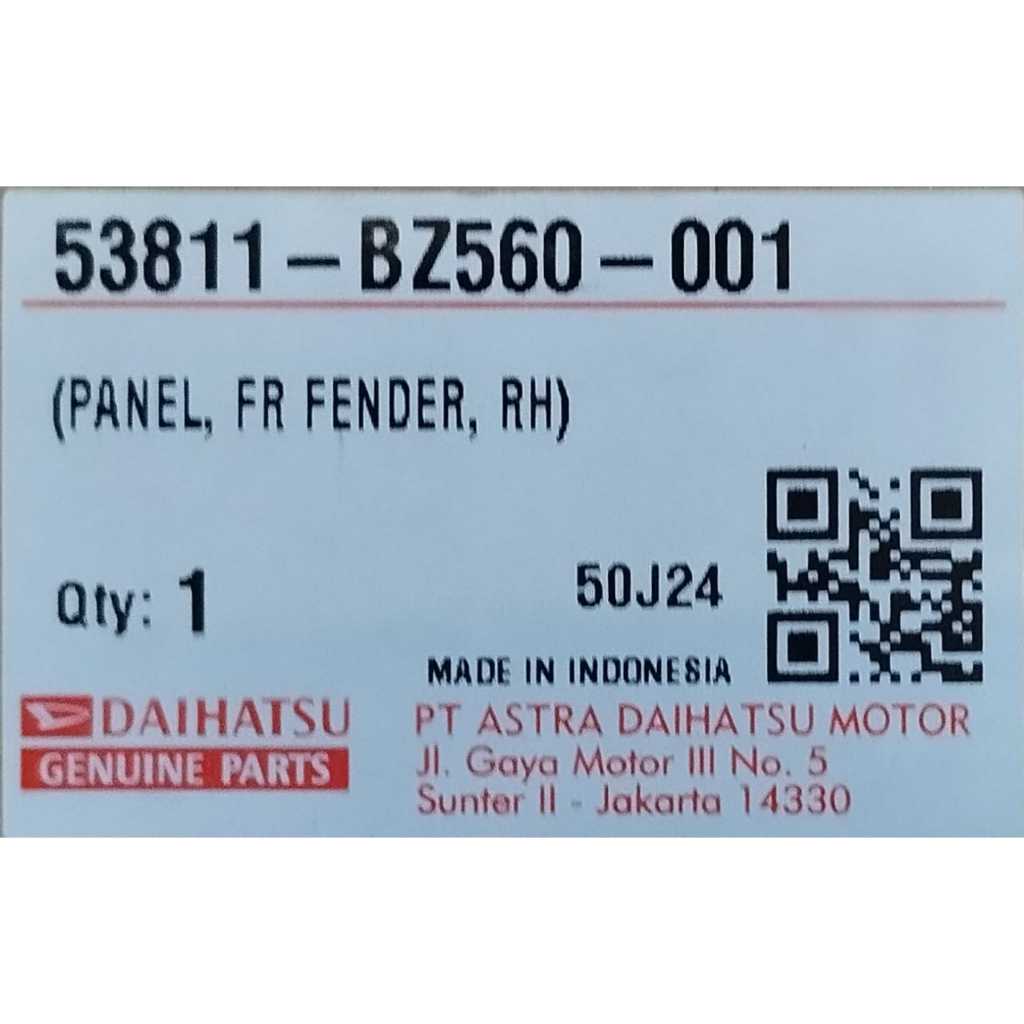 53811-BZ560-001
(PANEL, FR FENDER, RH)
Qty: 1
50J24
MADE IN INDONESIA
DAIHATSU
GENUINE PARTS
PT ASTRA DAIHATSU MOTOR
Jl. Gaya Motor III No. 5
Sunter II - Jakarta 14330